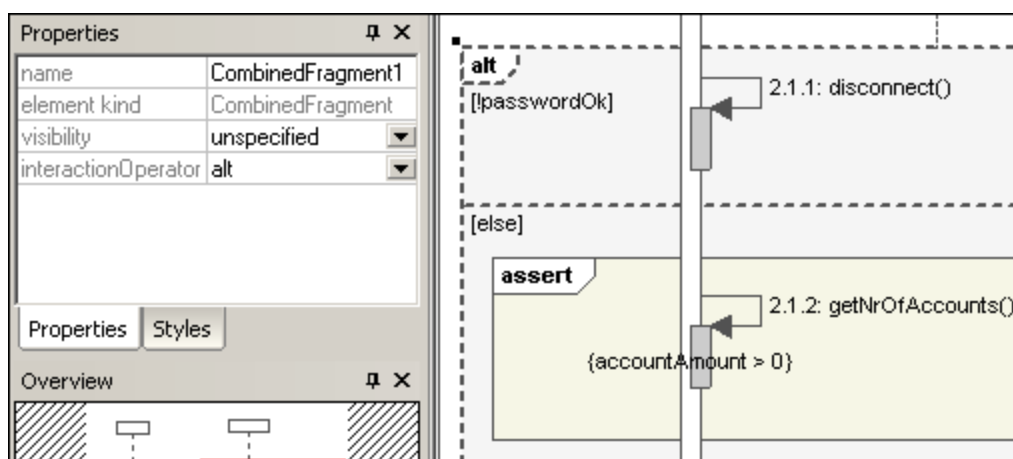 Properties
name CombinedFragment1
element kind CombinedFragment
visibility unspecified
interactionOperator alt
Properties Styles
Overview
alt
[!passwordOk]
2.1.1: disconnect()
[else]
assert
2.1.2: getNrOfAccounts()
{accountAmount > 0}